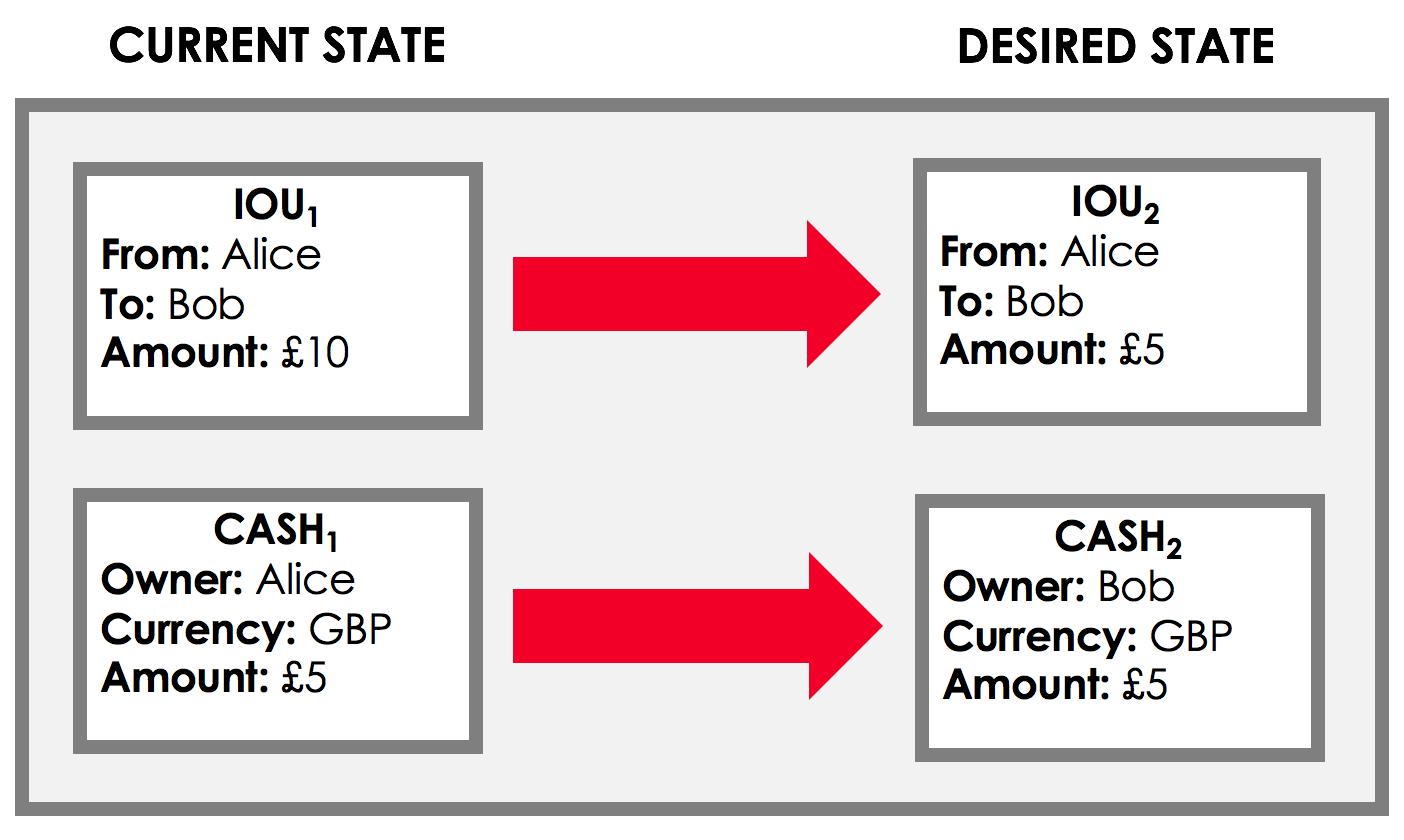 CURRENT STATE
DESIRED STATE
IOU₁
From: Alice
To: Bob
Amount: £10
IOU₂
From: Alice
To: Bob
Amount: £5
CASH₁
Owner: Alice
Currency: GBP
Amount: £5
CASH₂
Owner: Bob
Currency: GBP
Amount: £5